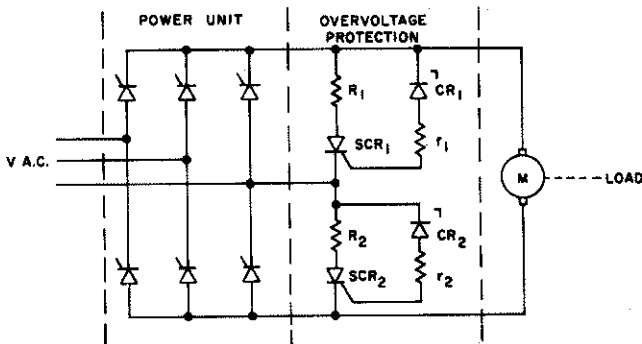 POWER UNIT
OVERVOLTAGE
PROTECTION
R1
CR1
SCR1
r1
V A.C.
M
LOAD
R2
CR2
SCR2
r2